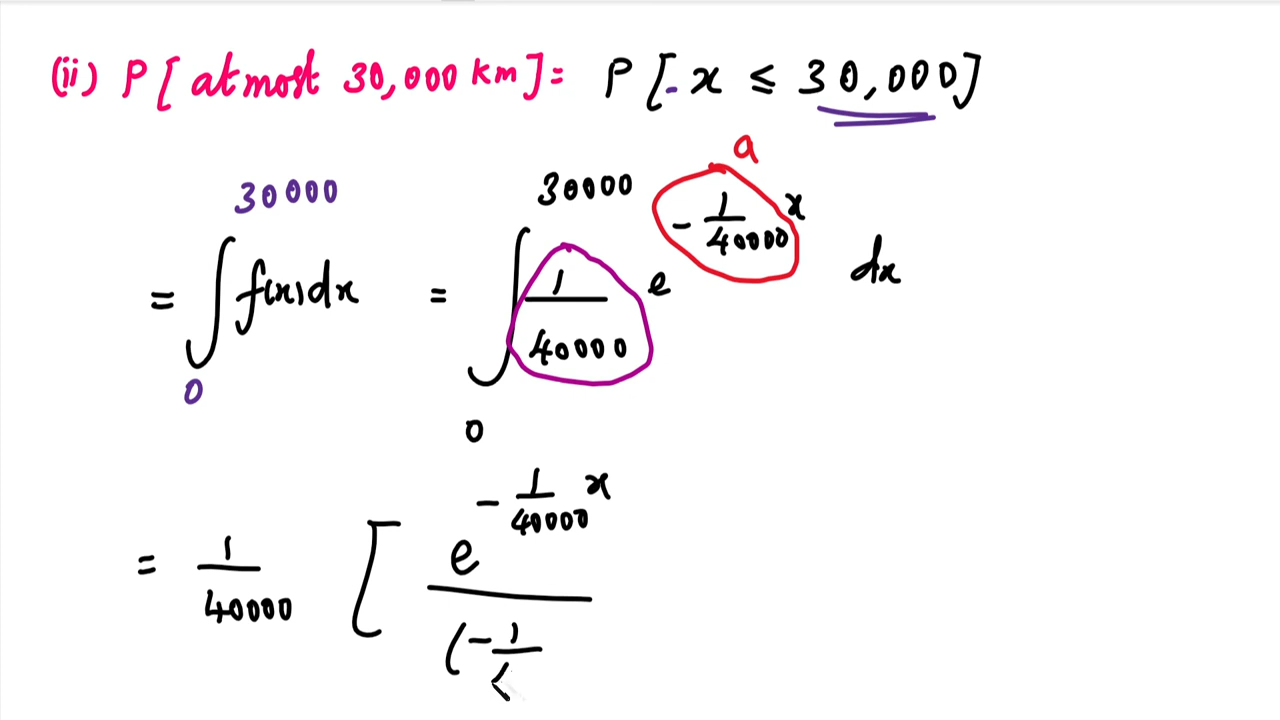 (ii) P[ atmost 30,000 km ] = P[ - x ≤ 30,000]
a
30000 30000 - 1/40000 x
= ∫ f(x)dx = ∫ 1/40000 e dx
0 0
- 1/40000 x
= 1/40000 [ e
(- 1/